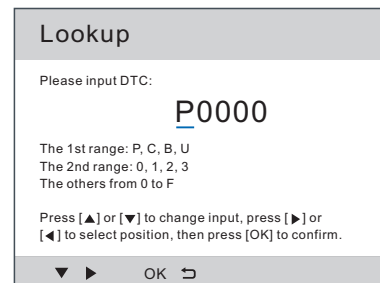 Lookup
Please input DTC:
P0000
The 1st range: P, C, B, U
The 2nd range: 0, 1, 2, 3
The others from 0 to F
Press [▲] or [▼] to change input, press [▶] or
[◀] to select position, then press [OK] to confirm.
▼ ▶ OK ⮌